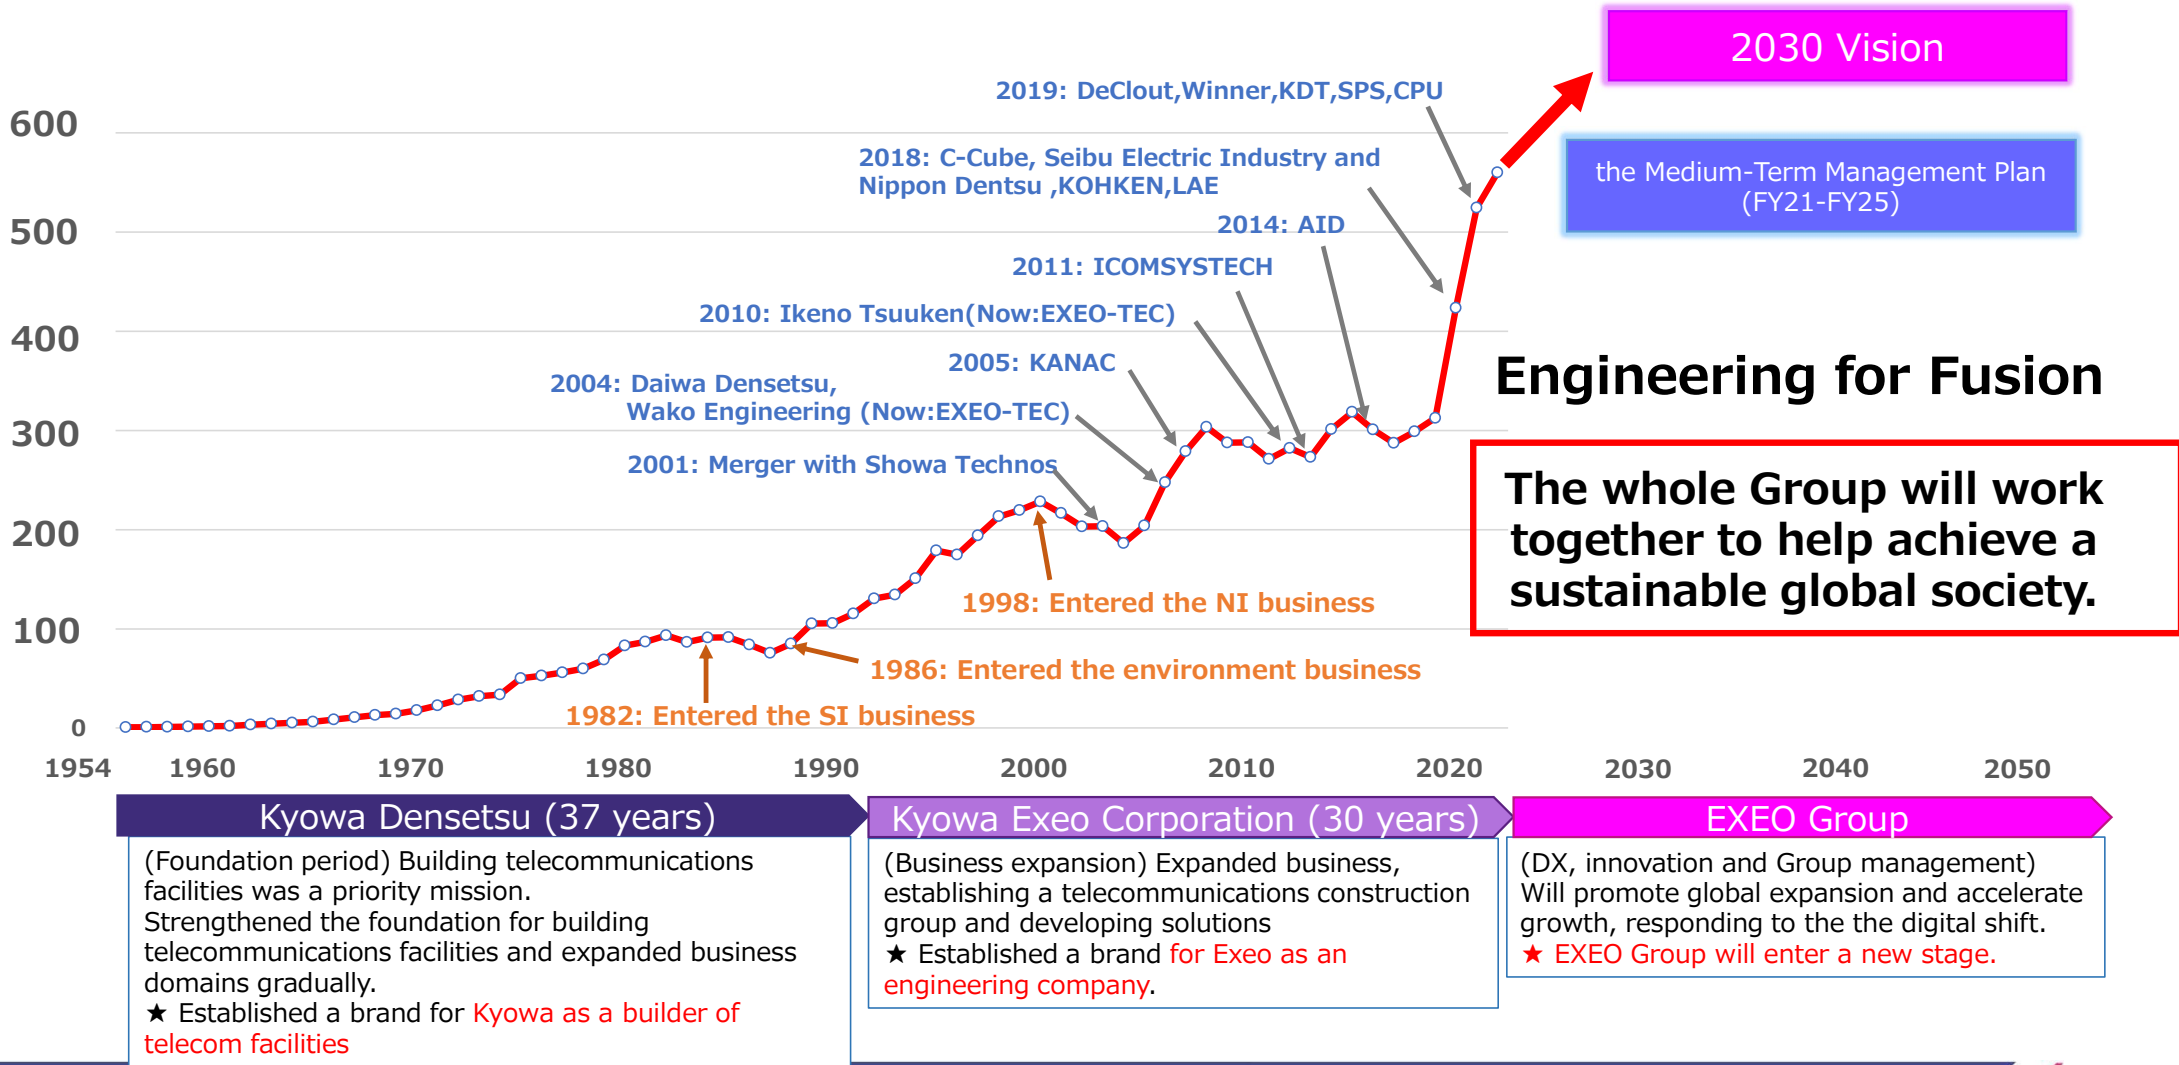 2030 Vision
the Medium-Term Management Plan
(FY21-FY25)
2019: DeClout,Winner,KDT,SPS,CPU
2018: C-Cube, Seibu Electric Industry and
Nippon Dentsu ,KOHKEN,LAE
2014: AID
2011: ICOMSYSTECH
2010: Ikeno Tsuuken(Now:EXEO-TEC)
2005: KANAC
2004: Daiwa Densetsu,
Wako Engineering (Now:EXEO-TEC)
2001: Merger with Showa Technos
1998: Entered the NI business
1986: Entered the environment business
1982: Entered the SI business
600
500
400
300
200
100
0
1954 1960 1970 1980 1990 2000 2010 2020 2030 2040 2050
Engineering for Fusion
The whole Group will work
together to help achieve a
sustainable global society.
Kyowa Densetsu (37 years)
(Foundation period) Building telecommunications
facilities was a priority mission.
Strengthened the foundation for building
telecommunications facilities and expanded business
domains gradually.
★ Established a brand for Kyowa as a builder of
telecom facilities
Kyowa Exeo Corporation (30 years)
(Business expansion) Expanded business,
establishing a telecommunications construction
group and developing solutions
★ Established a brand for Exeo as an
engineering company.
EXEO Group
(DX, innovation and Group management)
Will promote global expansion and accelerate
growth, responding to the the digital shift.
★ EXEO Group will enter a new stage.